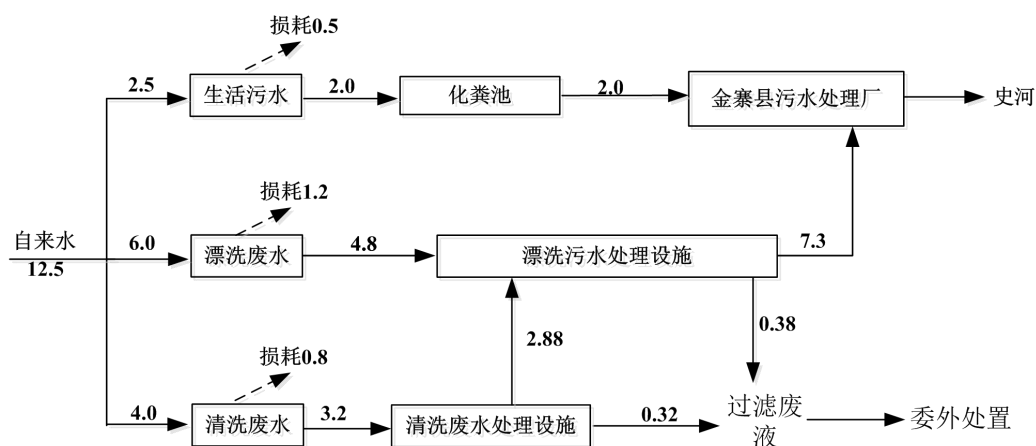 损耗0.5
2.5
生活污水
2.0
化粪池
2.0
金寨县污水处理厂
史河
损耗1.2
自来水
12.5
6.0
漂洗废水
4.8
漂洗污水处理设施
7.3
2.88
0.38
损耗0.8
4.0
清洗废水
3.2
清洗废水处理设施
0.32
过滤废
液
委外处置